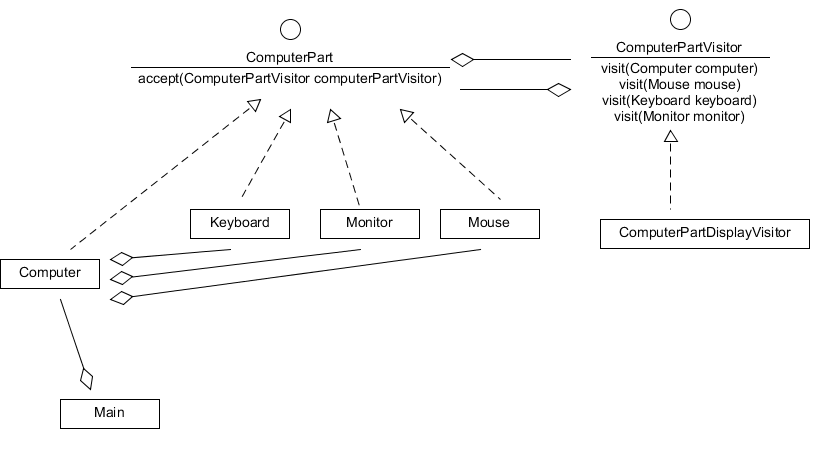 ComputerPart
accept(ComputerPartVisitor computerPartVisitor)
ComputerPartVisitor
visit(Computer computer)
visit(Mouse mouse)
visit(Keyboard keyboard)
visit(Monitor monitor)
Keyboard
Monitor
Mouse
ComputerPartDisplayVisitor
Computer
Main